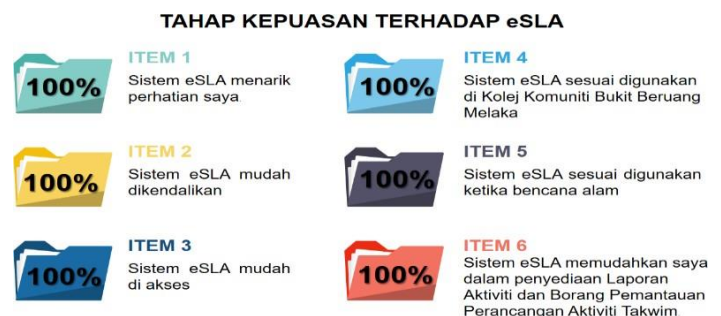 TAHAP KEPUASAN TERHADAP eSLA
100%
ITEM 1
Sistem eSLA menarik
perhatian saya
100%
ITEM 2
Sistem eSLA mudah
dikendalikan
100%
ITEM 3
Sistem eSLA mudah
di akses
100%
ITEM 4
Sistem eSLA sesuai digunakan
di Kolej Komuniti Bukit Beruang
Melaka
100%
ITEM 5
Sistem eSLA sesuai digunakan
ketika bencana alam
100%
ITEM 6
Sistem eSLA memudahkan saya
dalam penyediaan Laporan
Aktiviti dan Borang Pemantauan
Perancangan Aktiviti Takwim